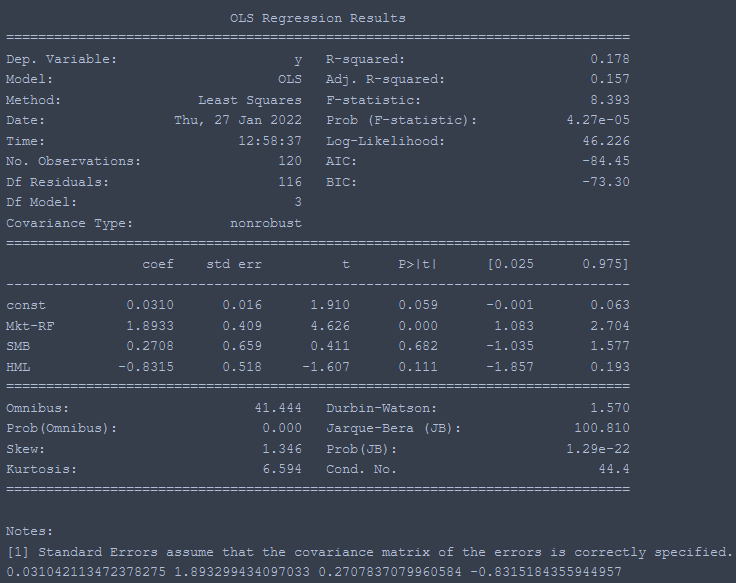 OLS Regression Results
==============================================================================
Dep. Variable:                      y   R-squared:                       0.178
Model:                            OLS   Adj. R-squared:                  0.157
Method:                 Least Squares   F-statistic:                     8.393
Date:                Thu, 27 Jan 2022   Prob (F-statistic):           4.27e-05
Time:                        12:58:37   Log-Likelihood:                 46.226
No. Observations:                 120   AIC:                            -84.45
Df Residuals:                     116   BIC:                            -73.30
Df Model:                           3
Covariance Type:            nonrobust
==============================================================================
                 coef    std err          t      P>|t|      [0.025      0.975]
------------------------------------------------------------------------------
const          0.0310      0.016      1.910      0.059      -0.001       0.063
Mkt-RF         1.8933      0.409      4.626      0.000       1.083       2.704
SMB            0.2708      0.659      0.411      0.682      -1.035       1.577
HML           -0.8315      0.518     -1.607      0.111      -1.857       0.193
==============================================================================
Omnibus:                       41.444   Durbin-Watson:                   1.570
Prob(Omnibus):                  0.000   Jarque-Bera (JB):              100.810
Skew:                           1.346   Prob(JB):                     1.29e-22
Kurtosis:                       6.594   Cond. No.                         44.4
==============================================================================
Notes:
[1] Standard Errors assume that the covariance matrix of the errors is correctly specified.
0.031042113472378275 1.893299434097033 0.2707837079960584 -0.8315184355944957